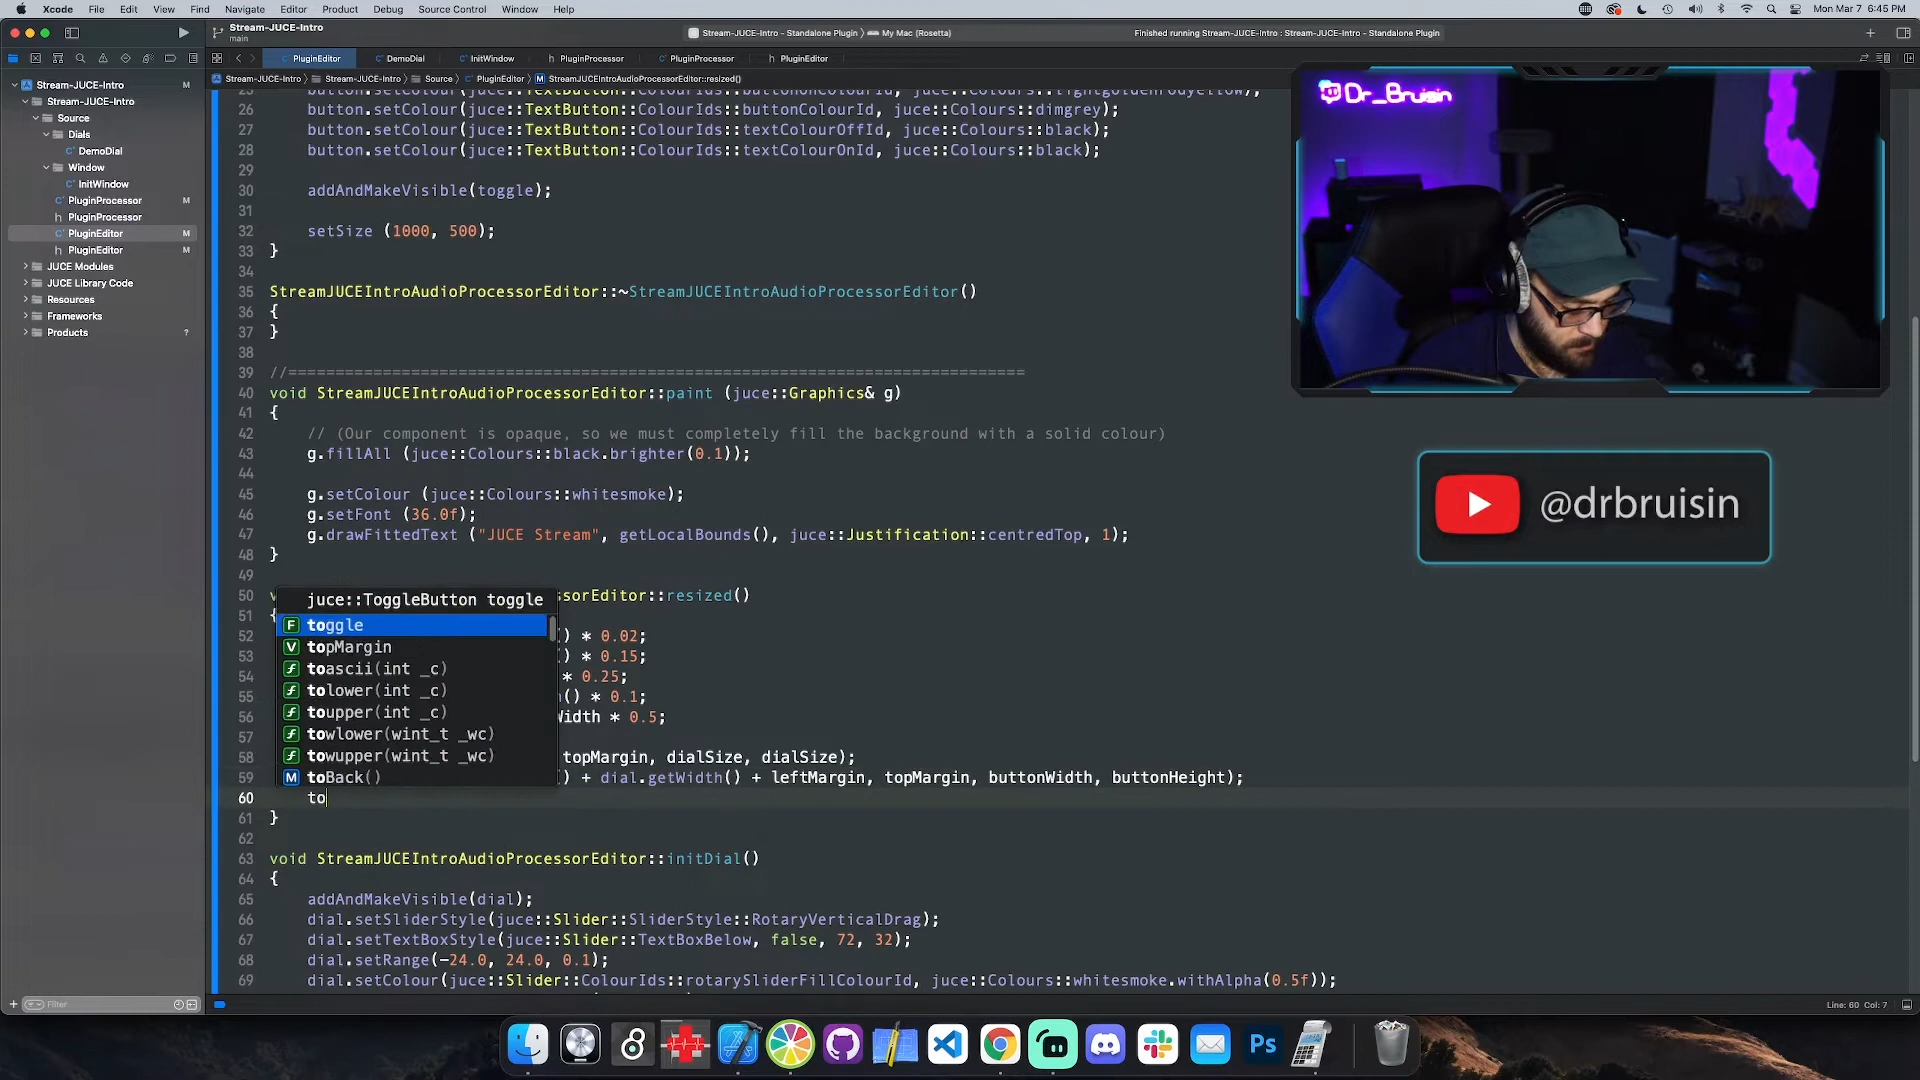 Xcode File Edit View Find Navigate Editor Product Debug Source Control Window Help
Mon Mar 7 6:45 PM
Stream-JUCE-Intro
main
Stream-JUCE-Intro - Standalone Plugin 〉 My Mac (Rosetta)
Finished running Stream-JUCE-Intro : Stream-JUCE-Intro - Standalone Plugin
PluginEditor DemoDial InitWindow PluginProcessor PluginProcessor PluginEditor
Stream-JUCE-Intro 〉 Stream-JUCE-Intro 〉 Source 〉 PluginEditor 〉 StreamJUCEIntroAudioProcessorEditor::resized()
Stream-JUCE-Intro M
Stream-JUCE-Intro
Source
Dials
DemoDial
Window
InitWindow
PluginProcessor M
PluginProcessor
PluginEditor M
PluginEditor M
JUCE Modules
JUCE Library Code
Resources
Frameworks
Products ?
Filter
26 button.setColour(juce::TextButton::ColourIds::buttonColourId, juce::Colours::dimgrey);
27 button.setColour(juce::TextButton::ColourIds::textColourOffId, juce::Colours::black);
28 button.setColour(juce::TextButton::ColourIds::textColourOnId, juce::Colours::black);
29
30 addAndMakeVisible(toggle);
31
32 setSize (1000, 500);
33 }
34
35 StreamJUCEIntroAudioProcessorEditor::~StreamJUCEIntroAudioProcessorEditor()
36 {
37 }
38
39 //==============================================================================
40 void StreamJUCEIntroAudioProcessorEditor::paint (juce::Graphics& g)
41 {
42 // (Our component is opaque, so we must completely fill the background with a solid colour)
43 g.fillAll (juce::Colours::black.brighter(0.1));
44
45 g.setColour (juce::Colours::whitesmoke);
46 g.setFont (36.0f);
47 g.drawFittedText ("JUCE Stream", getLocalBounds(), juce::Justification::centredTop, 1);
48 }
49
50 sorEditor::resized()
51 {
52 ) * 0.02;
53 ) * 0.15;
54 * 0.25;
55 () * 0.1;
56 idth * 0.5;
57
58 topMargin, dialSize, dialSize);
59 ) + dial.getWidth() + leftMargin, topMargin, buttonWidth, buttonHeight);
60 to
61 }
62
63 void StreamJUCEIntroAudioProcessorEditor::initDial()
64 {
65 addAndMakeVisible(dial);
66 dial.setSliderStyle(juce::Slider::SliderStyle::RotaryVerticalDrag);
67 dial.setTextBoxStyle(juce::Slider::TextBoxBelow, false, 72, 32);
68 dial.setRange(-24.0, 24.0, 0.1);
69 dial.setColour(juce::Slider::ColourIds::rotarySliderFillColourId, juce::Colours::whitesmoke.withAlpha(0.5f));
juce::ToggleButton toggle
F toggle
V topMargin
f toascii(int _c)
f tolower(int _c)
f toupper(int _c)
f towlower(wint_t _wc)
f towupper(wint_t _wc)
M toBack()
Dr_Bruisin
@drbruisin
Line: 60 Col: 7
Ps